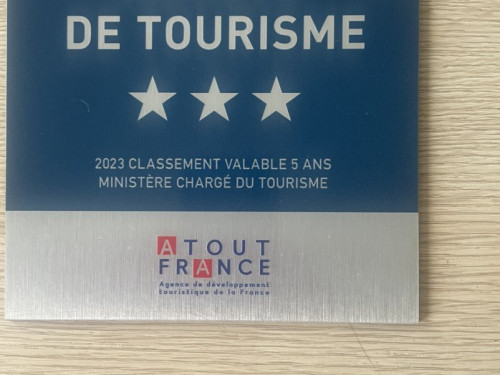 DE TOURISME
2023 CLASSEMENT VALABLE 5 ANS
MINISTÈRE CHARGÉ DU TOURISME
ATOUT
FRANCE
Agence de développement
touristique de la France